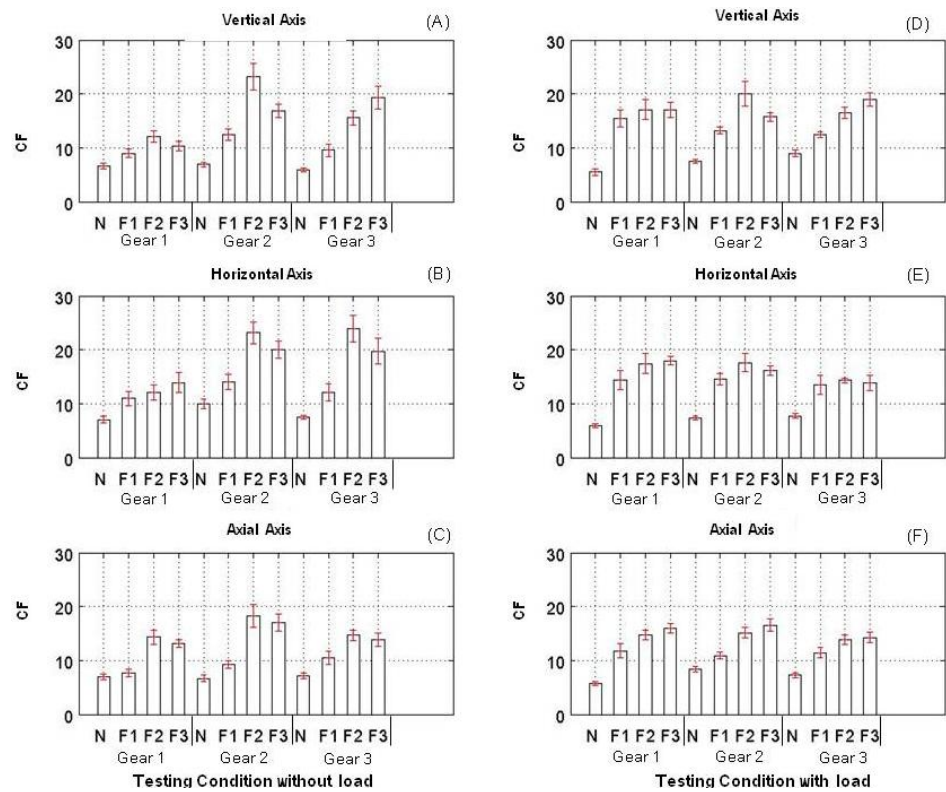 Vertical Axis
(A)
30
20
10
0
CF
N F1 F2 F3 N F1 F2 F3 N F1 F2 F3
Gear 1 Gear 2 Gear 3
Horizontal Axis
(B)
30
20
10
0
CF
N F1 F2 F3 N F1 F2 F3 N F1 F2 F3
Gear 1 Gear 2 Gear 3
Axial Axis
(C)
30
20
10
0
CF
N F1 F2 F3 N F1 F2 F3 N F1 F2 F3
Gear 1 Gear 2 Gear 3
Testing Condition without load
Vertical Axis
(D)
30
20
10
0
CF
N F1 F2 F3 N F1 F2 F3 N F1 F2 F3
Gear 1 Gear 2 Gear 3
Horizontal Axis
(E)
30
20
10
0
CF
N F1 F2 F3 N F1 F2 F3 N F1 F2 F3
Gear 1 Gear 2 Gear 3
Axial Axis
(F)
30
20
10
0
CF
N F1 F2 F3 N F1 F2 F3 N F1 F2 F3
Gear 1 Gear 2 Gear 3
Testing Condition with load